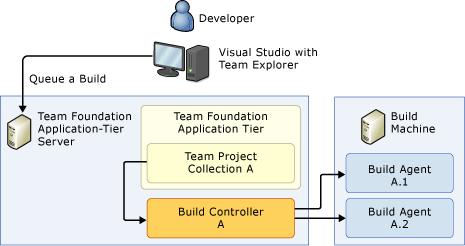 Developer
Visual Studio with
Team Explorer
Queue a Build
Team Foundation
Application-Tier
Server
Team Foundation
Application Tier
Team Project
Collection A
Build Controller
A
Build
Machine
Build Agent
A.1
Build Agent
A.2